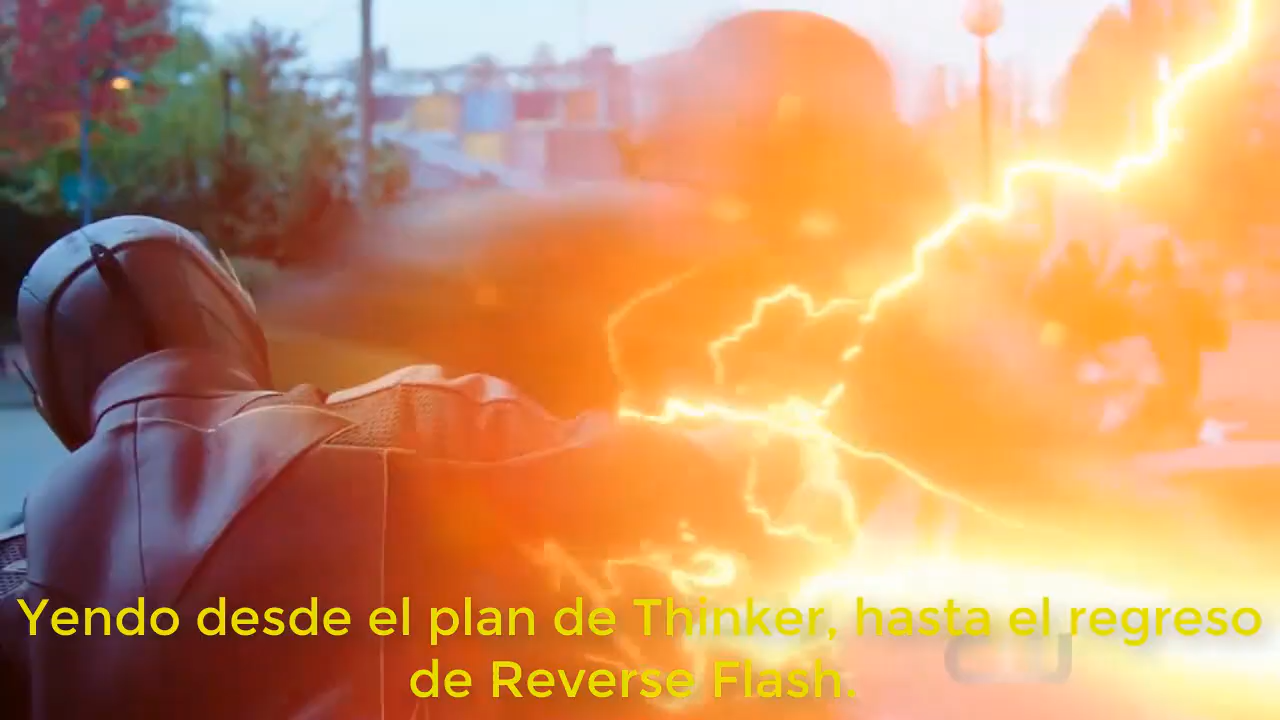 Yendo desde el plan de Thinker, hasta el regreso
de Reverse Flash.